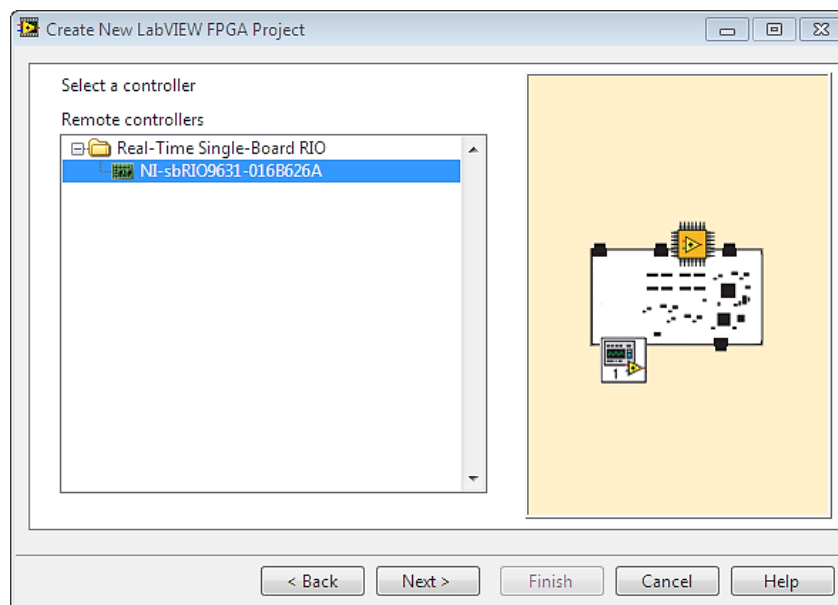 Create New LabVIEW FPGA Project
Select a controller
Remote controllers
Real-Time Single-Board RIO
NI-sbRIO9631-016B626A
1
< Back Next > Finish Cancel Help